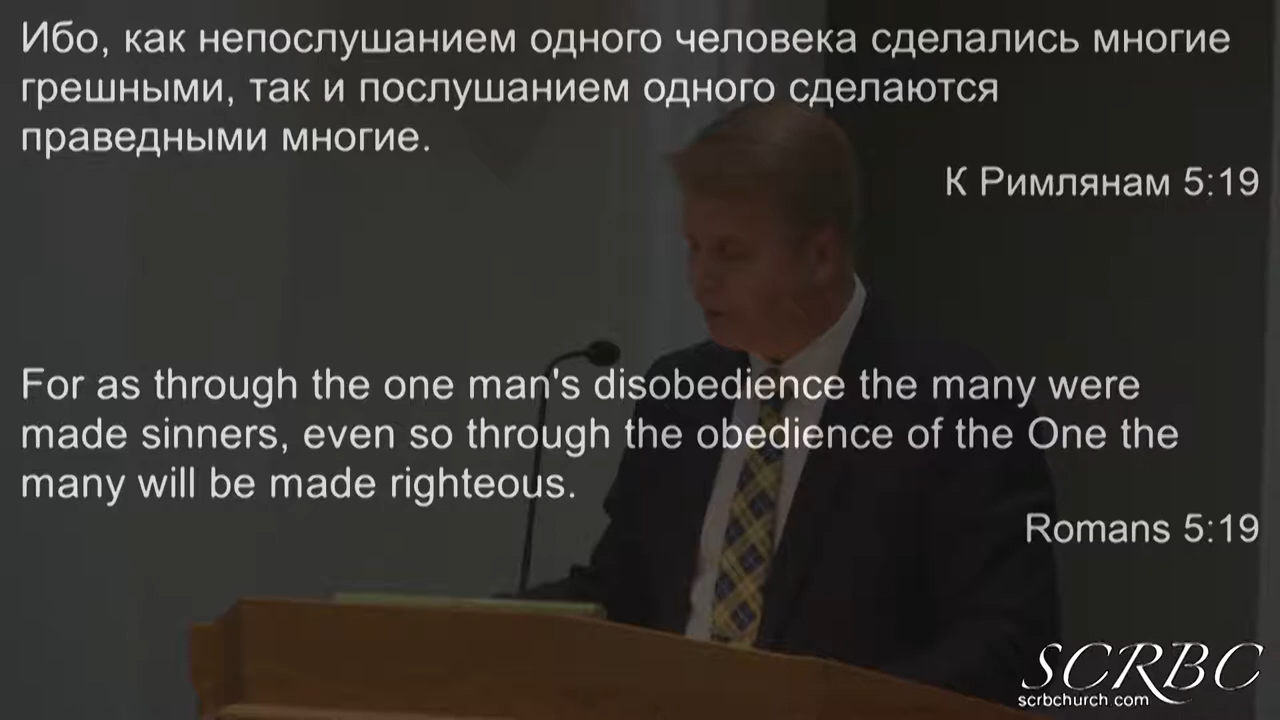 Ибо, как непослушанием одного человека сделались многие
грешными, так и послушанием одного сделаются
праведными многие.
К Римлянам 5:19
For as through the one man's disobedience the many were
made sinners, even so through the obedience of the One the
many will be made righteous.
Romans 5:19
SCRBC
scrbchurch.com